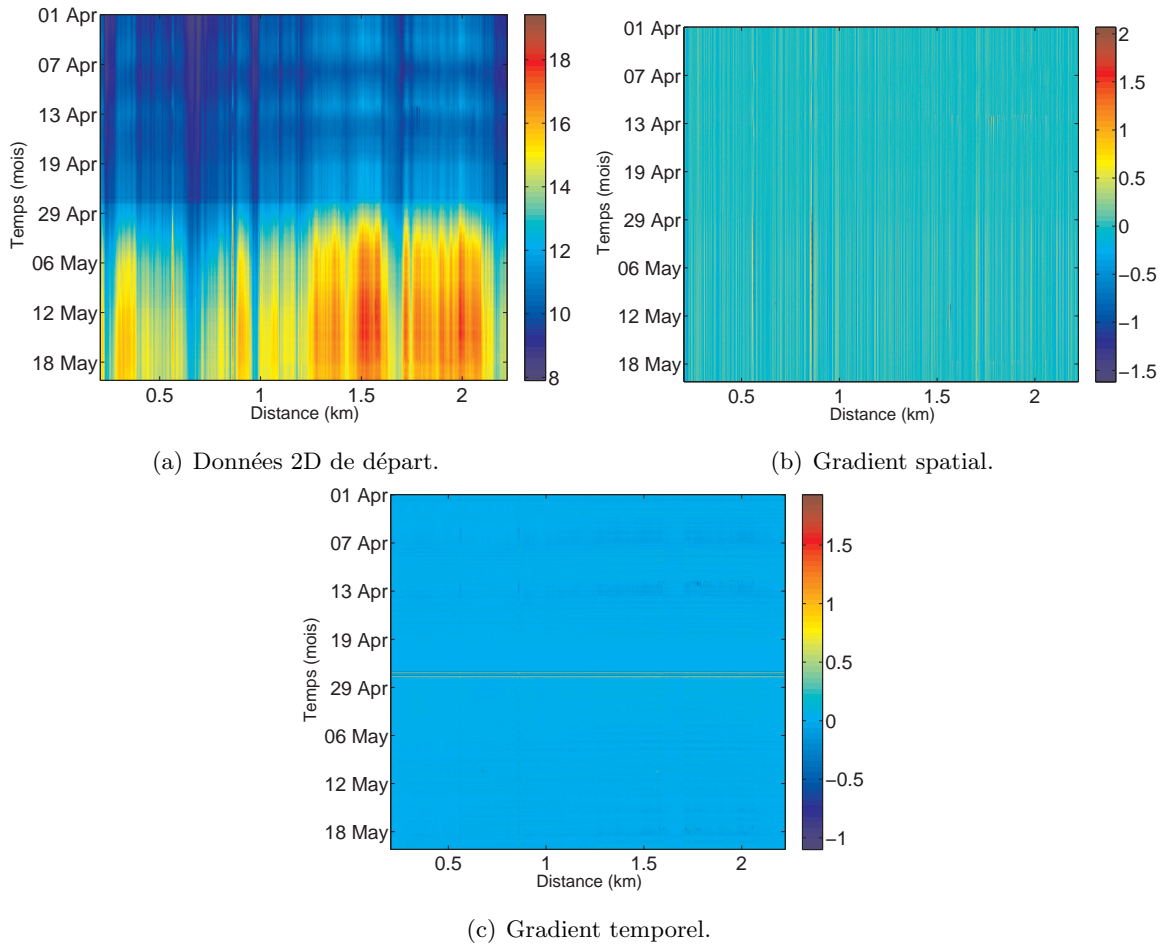 01 Apr
07 Apr
13 Apr
19 Apr
29 Apr
06 May
12 May
18 May
Temps (mois)
0.5 1 1.5 2
Distance (km)
18
16
14
12
10
8
(a) Données 2D de départ.
01 Apr
07 Apr
13 Apr
19 Apr
29 Apr
06 May
12 May
18 May
Temps (mois)
0.5 1 1.5 2
Distance (km)
2
1.5
1
0.5
0
−0.5
−1
−1.5
(b) Gradient spatial.
01 Apr
07 Apr
13 Apr
19 Apr
29 Apr
06 May
12 May
18 May
Temps (mois)
0.5 1 1.5 2
Distance (km)
1.5
1
0.5
0
−0.5
−1
(c) Gradient temporel.